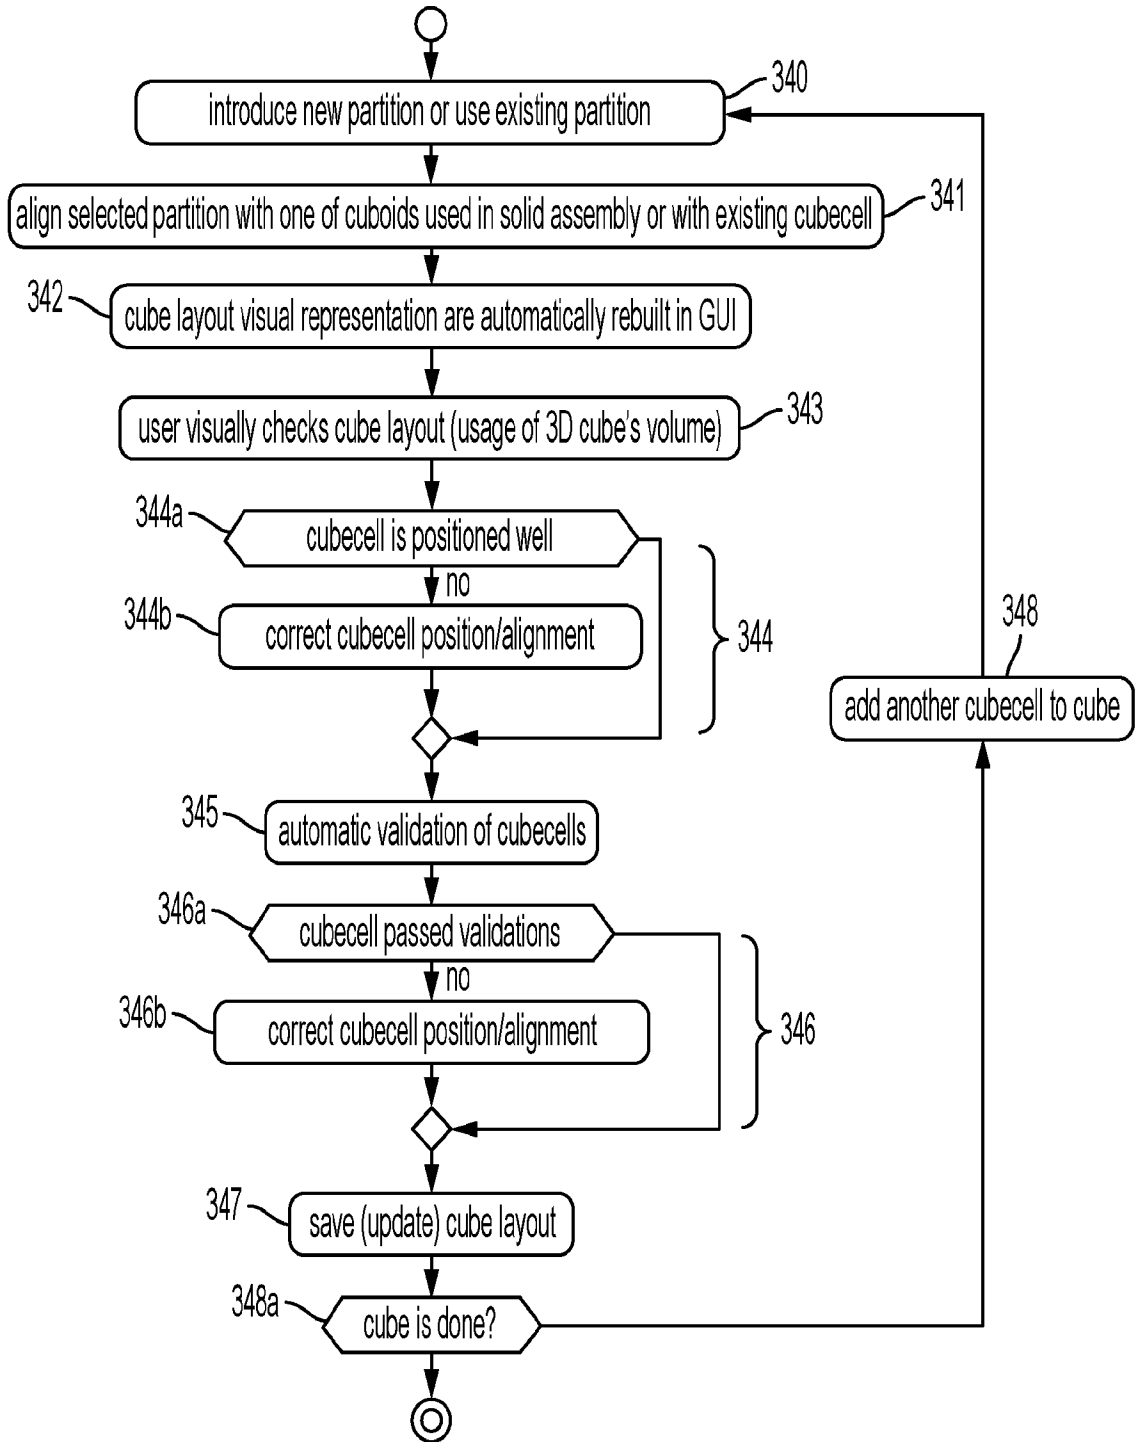 340
introduce new partition or use existing partition
341
align selected partition with one of cuboids used in solid assembly or with existing cubecell
342
cube layout visual representation are automatically rebuilt in GUI
343
user visually checks cube layout (usage of 3D cube's volume)
344a
cubecell is positioned well
no
344b
correct cubecell position/alignment
344
348
add another cubecell to cube
345
automatic validation of cubecells
346a
cubecell passed validations
no
346b
correct cubecell position/alignment
346
347
save (update) cube layout
348a
cube is done?